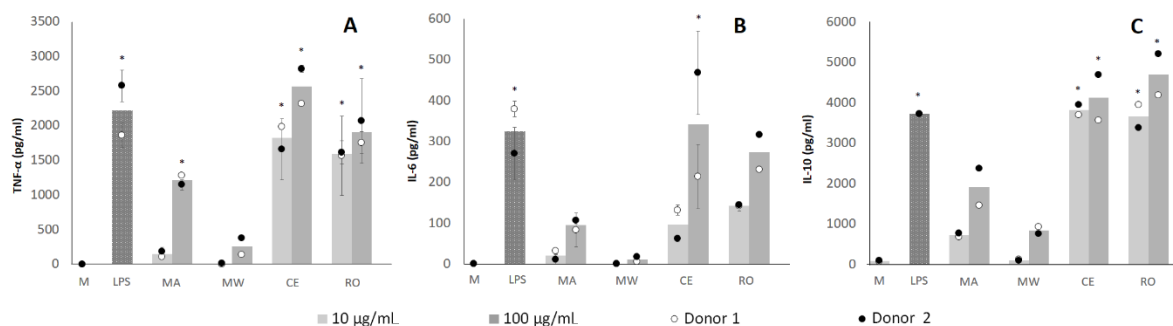 A
B
C
TNF-α (pg/ml)
3500
3000
2500
2000
1500
1000
500
0
* * * * * *
M LPS MA MW CE RO
IL-6 (pg/ml)
600
500
400
300
200
100
0
* *
M LPS MA MW CE RO
IL-10 (pg/ml)
6000
5000
4000
3000
2000
1000
0
* * * * *
M LPS MA MW CE RO
10 µg/mL 100 µg/mL Donor 1 Donor 2